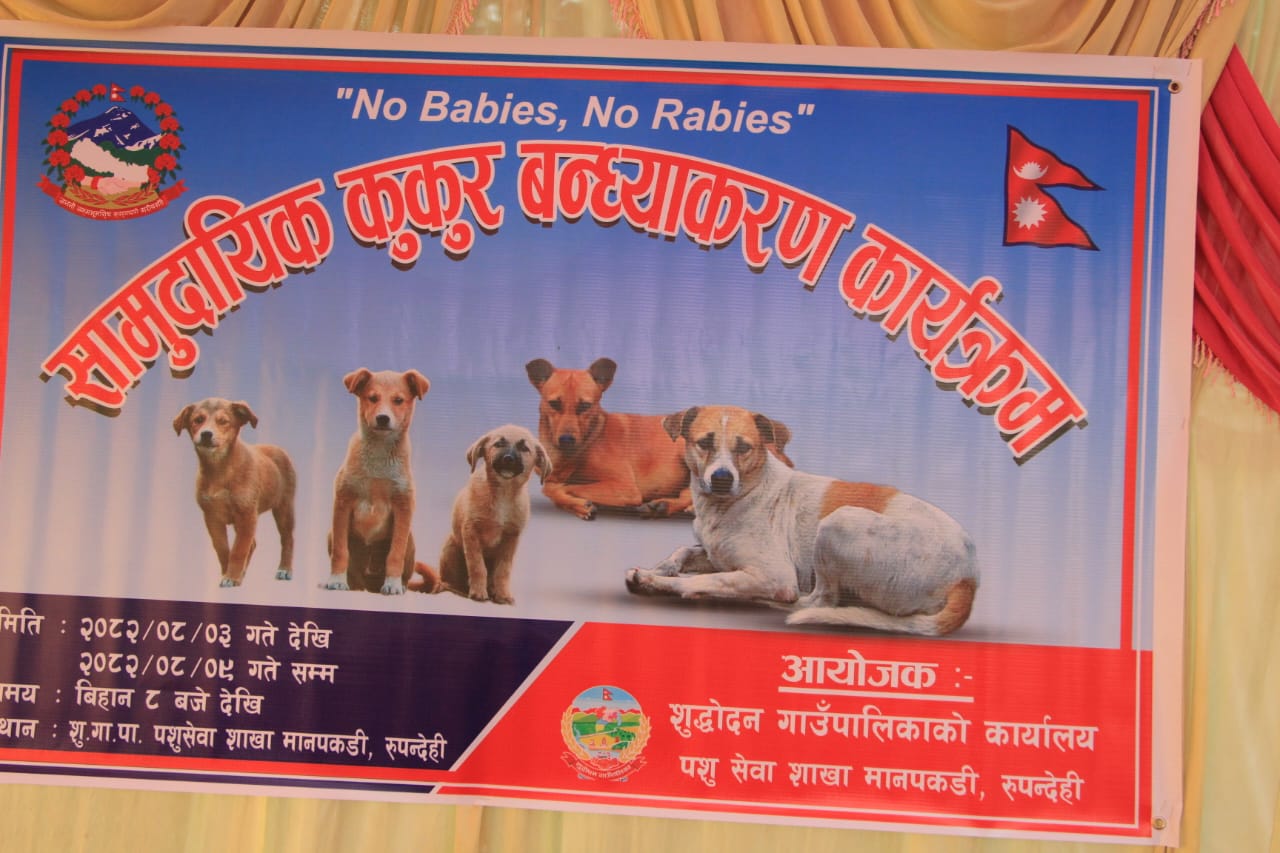 "No Babies, No Rabies"
सामुदायिक कुकुर बन्ध्याकरण कार्यक्रम
मिति : २०८२/०८/०३ गते देखि
२०८२/०८/०९ गते सम्म
समय : बिहान ८ बजे देखि
स्थान : शु.गा.पा. पशुसेवा शाखा मानपकडी, रुपन्देही
आयोजक :-
शुद्धोदन गाउँपालिकाको कार्यालय
पशु सेवा शाखा मानपकडी, रुपन्देही